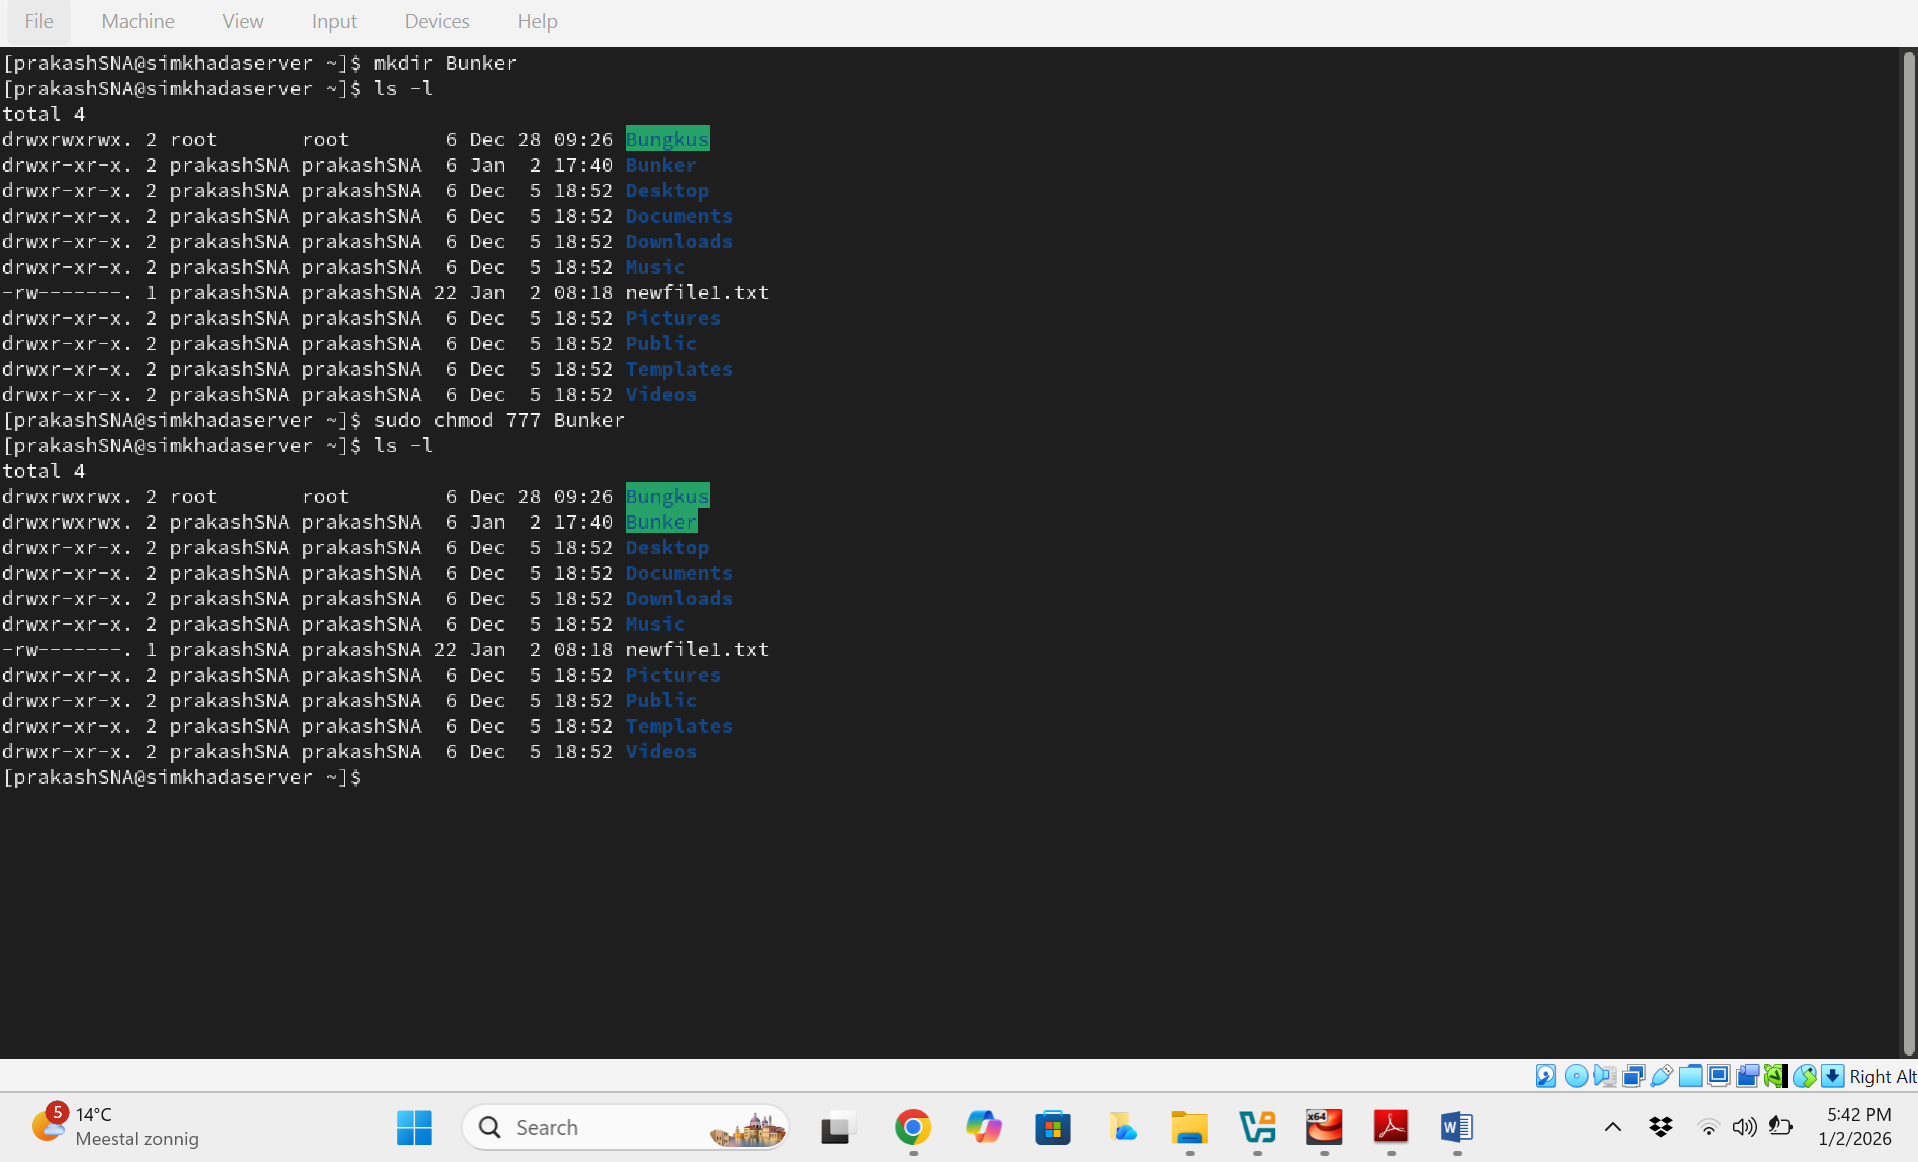 File Machine View Input Devices Help
[prakashSNA@simkhadaserver ~]$ mkdir Bunker
[prakashSNA@simkhadaserver ~]$ ls -l
total 4
drwxrwxrwx. 2 root       root        6 Dec 28 09:26 Bungkus
drwxr-xr-x. 2 prakashSNA prakashSNA  6 Jan  2 17:40 Bunker
drwxr-xr-x. 2 prakashSNA prakashSNA  6 Dec  5 18:52 Desktop
drwxr-xr-x. 2 prakashSNA prakashSNA  6 Dec  5 18:52 Documents
drwxr-xr-x. 2 prakashSNA prakashSNA  6 Dec  5 18:52 Downloads
drwxr-xr-x. 2 prakashSNA prakashSNA  6 Dec  5 18:52 Music
-rw-------. 1 prakashSNA prakashSNA 22 Jan  2 08:18 newfile1.txt
drwxr-xr-x. 2 prakashSNA prakashSNA  6 Dec  5 18:52 Pictures
drwxr-xr-x. 2 prakashSNA prakashSNA  6 Dec  5 18:52 Public
drwxr-xr-x. 2 prakashSNA prakashSNA  6 Dec  5 18:52 Templates
drwxr-xr-x. 2 prakashSNA prakashSNA  6 Dec  5 18:52 Videos
[prakashSNA@simkhadaserver ~]$ sudo chmod 777 Bunker
[prakashSNA@simkhadaserver ~]$ ls -l
total 4
drwxrwxrwx. 2 root       root        6 Dec 28 09:26 Bungkus
drwxrwxrwx. 2 prakashSNA prakashSNA  6 Jan  2 17:40 Bunker
drwxr-xr-x. 2 prakashSNA prakashSNA  6 Dec  5 18:52 Desktop
drwxr-xr-x. 2 prakashSNA prakashSNA  6 Dec  5 18:52 Documents
drwxr-xr-x. 2 prakashSNA prakashSNA  6 Dec  5 18:52 Downloads
drwxr-xr-x. 2 prakashSNA prakashSNA  6 Dec  5 18:52 Music
-rw-------. 1 prakashSNA prakashSNA 22 Jan  2 08:18 newfile1.txt
drwxr-xr-x. 2 prakashSNA prakashSNA  6 Dec  5 18:52 Pictures
drwxr-xr-x. 2 prakashSNA prakashSNA  6 Dec  5 18:52 Public
drwxr-xr-x. 2 prakashSNA prakashSNA  6 Dec  5 18:52 Templates
drwxr-xr-x. 2 prakashSNA prakashSNA  6 Dec  5 18:52 Videos
[prakashSNA@simkhadaserver ~]$
Right Alt
5
14°C
Meestal zonnig
Search
x64
W
5:42 PM
1/2/2026